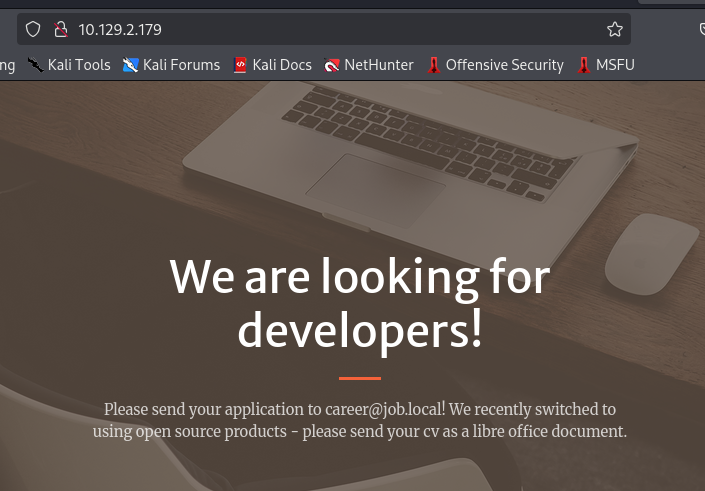 10.129.2.179
ng Kali Tools Kali Forums Kali Docs NetHunter Offensive Security MSFU
We are looking for
developers!
Please send your application to career@job.local! We recently switched to
using open source products - please send your cv as a libre office document.